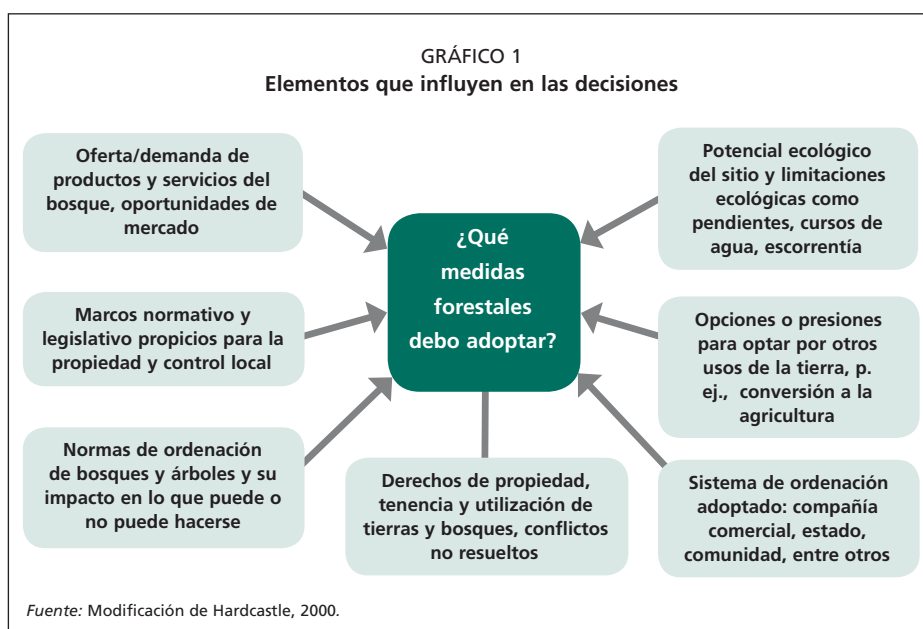 GRÁFICO 1
Elementos que influyen en las decisiones
Oferta/demanda de
productos y servicios del
bosque, oportunidades de
mercado
Marcos normativo y
legislativo propicios para la
propiedad y control local
Normas de ordenación
de bosques y árboles y su
impacto en lo que puede o
no puede hacerse
¿Qué
medidas
forestales
debo adoptar?
Derechos de propiedad,
tenencia y utilización de
tierras y bosques, conflictos
no resueltos
Potencial ecológico
del sitio y limitaciones
ecológicas como
pendientes, cursos de
agua, escorrentía
Opciones o presiones
para optar por otros
usos de la tierra, p.
ej., conversión a la
agricultura
Sistema de ordenación
adoptado: compañía
comercial, estado,
comunidad, entre otros
Fuente: Modificación de Hardcastle, 2000.